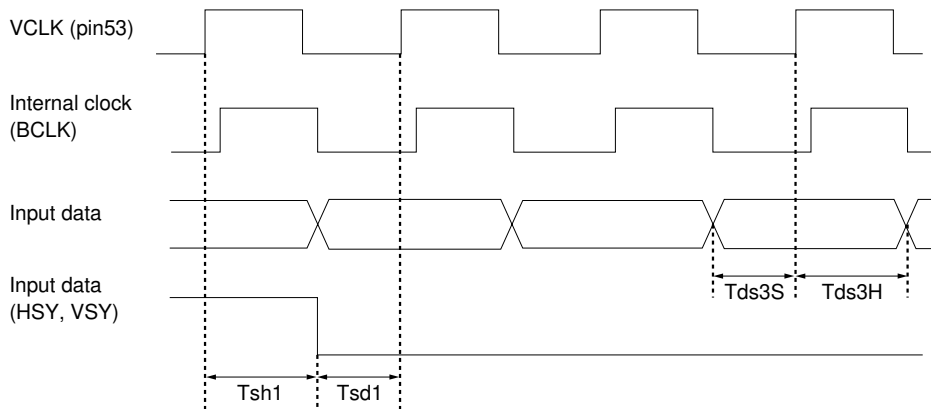 VCLK (pin53)
Internal clock
(BCLK)
Input data
Tds3S
Tds3H
Input data
(HSY, VSY)
Tsh1
Tsd1